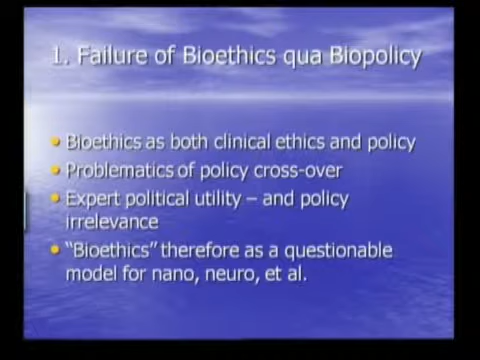 1. Failure of Bioethics qua Biopolicy
Bioethics as both clinical ethics and policy
Problematics of policy cross-over
Expert political utility – and policy
irrelevance
"Bioethics" therefore as a questionable
model for nano, neuro, et al.